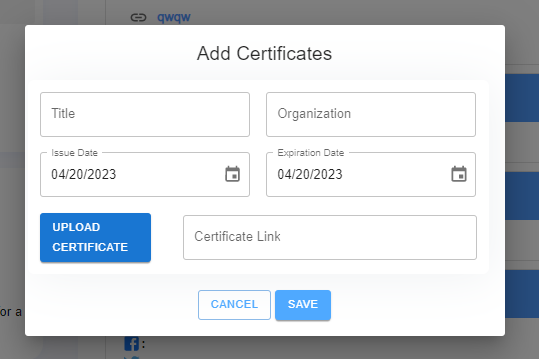 qwqw
Add Certificates
Title
Organization
Issue Date
Expiration Date
04/20/2023
04/20/2023
UPLOAD
CERTIFICATE
Certificate Link
CANCEL
SAVE
or a
: